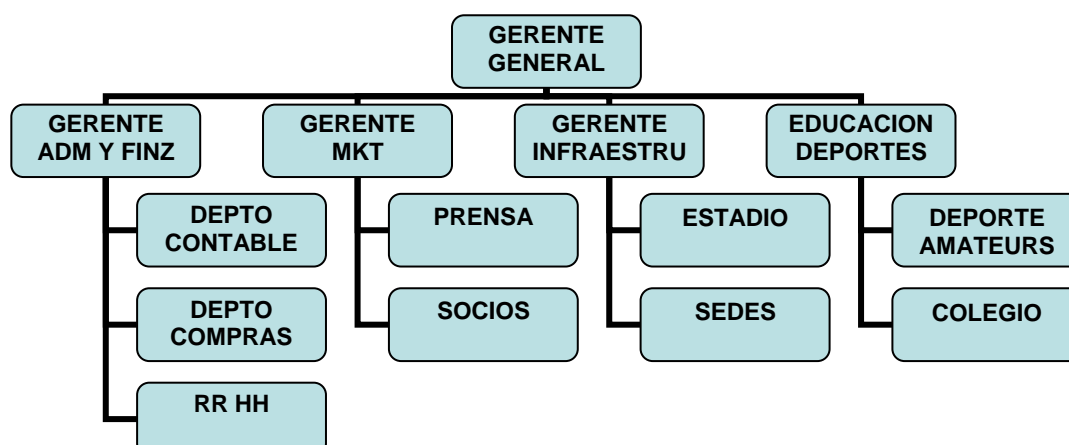 GERENTE
GENERAL
GERENTE
ADM Y FINZ
GERENTE
MKT
GERENTE
INFRAESTRU
EDUCACION
DEPORTES
DEPTO
CONTABLE
PRENSA
ESTADIO
DEPORTE
AMATEURS
DEPTO
COMPRAS
SOCIOS
SEDES
COLEGIO
RR HH